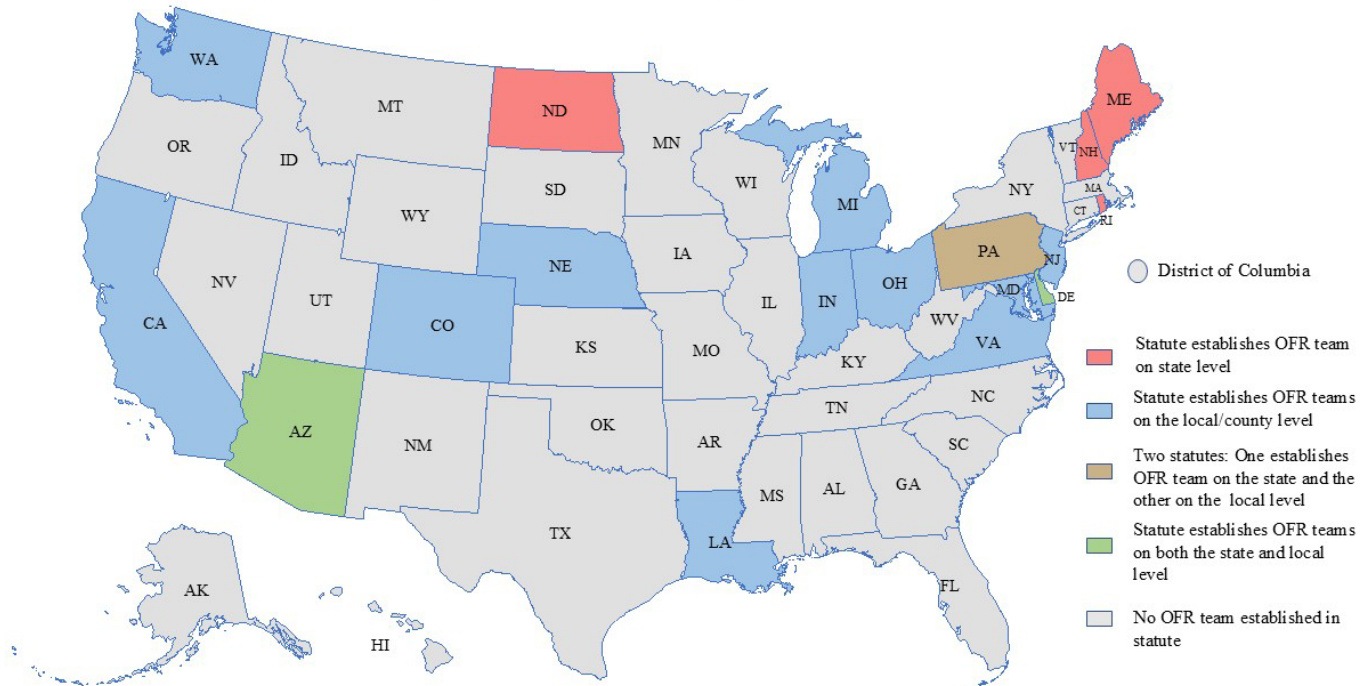 WA
MT
ND
MN
ME
OR
ID
SD
WI
MI
NY
VT
NH
MA
CT
RI
WY
IA
NE
PA
NJ
NV
UT
CO
IL
IN
OH
MD
DE
WV
VA
CA
KS
MO
KY
NC
TN
AZ
NM
OK
AR
SC
MS
AL
GA
TX
LA
FL
AK
HI
District of Columbia
Statute establishes OFR team
on state level
Statute establishes OFR teams
on the local/county level
Two statutes: One establishes
OFR team on the state and the
other on the local level
Statute establishes OFR teams
on both the state and local
level
No OFR team established in
statute